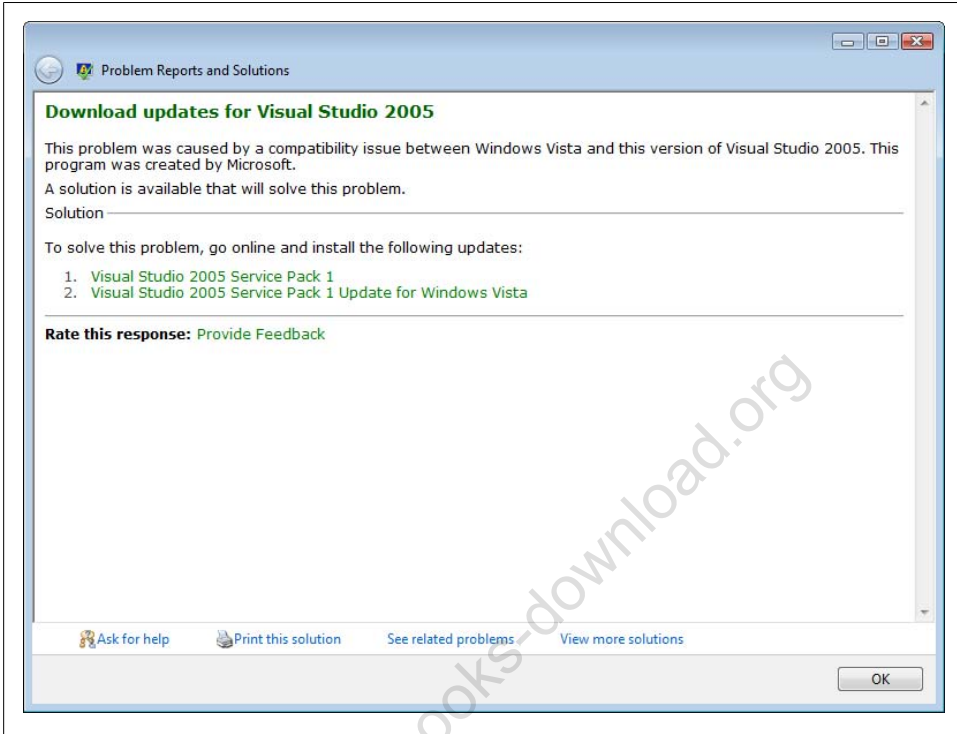 Problem Reports and Solutions
Download updates for Visual Studio 2005
This problem was caused by a compatibility issue between Windows Vista and this version of Visual Studio 2005. This
program was created by Microsoft.
A solution is available that will solve this problem.
Solution
To solve this problem, go online and install the following updates:
1. Visual Studio 2005 Service Pack 1
2. Visual Studio 2005 Service Pack 1 Update for Windows Vista
Rate this response: Provide Feedback
Ask for help Print this solution See related problems View more solutions
OK
ooks-download.org